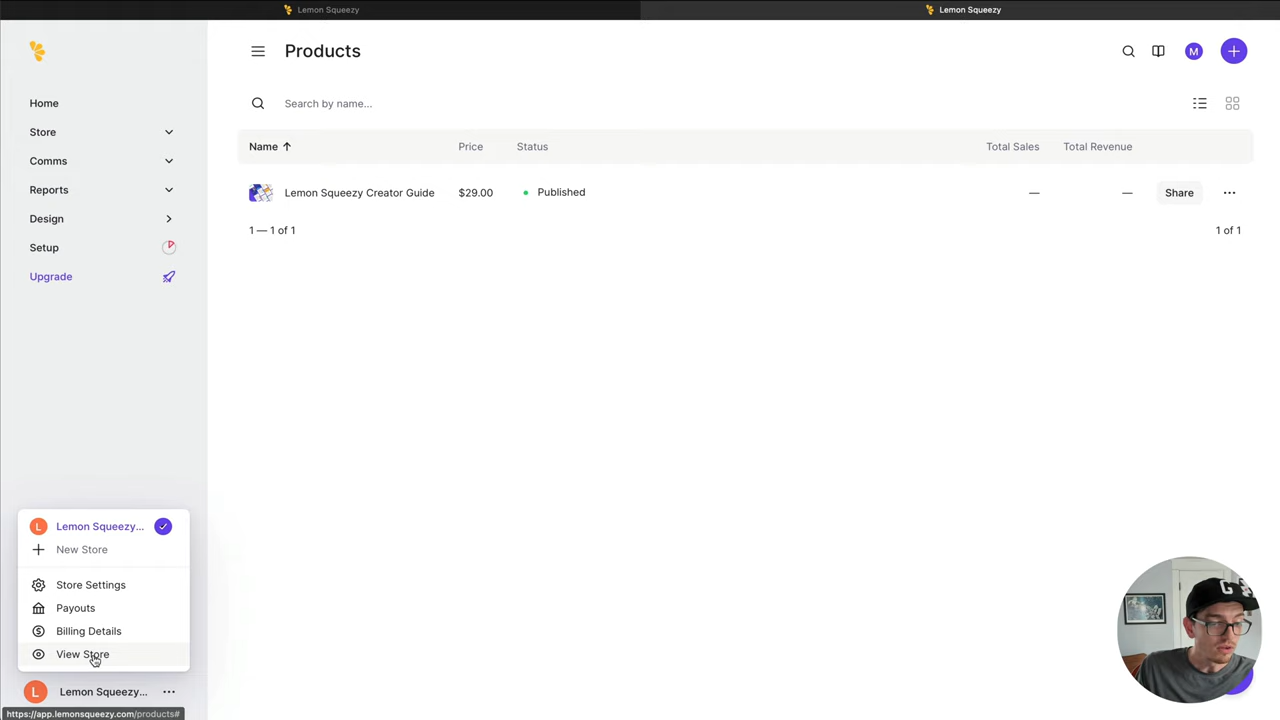 Lemon Squeezy
Lemon Squeezy
Products
M
Search by name...
Home
Store
Comms
Reports
Design
Setup
Upgrade
Name Price Status Total Sales Total Revenue
Lemon Squeezy Creator Guide $29.00 Published — — Share
1 — 1 of 1
1 of 1
L Lemon Squeezy...
New Store
Store Settings
Payouts
Billing Details
View Store
L Lemon Squeezy...
https://app.lemonsqueezy.com/products#